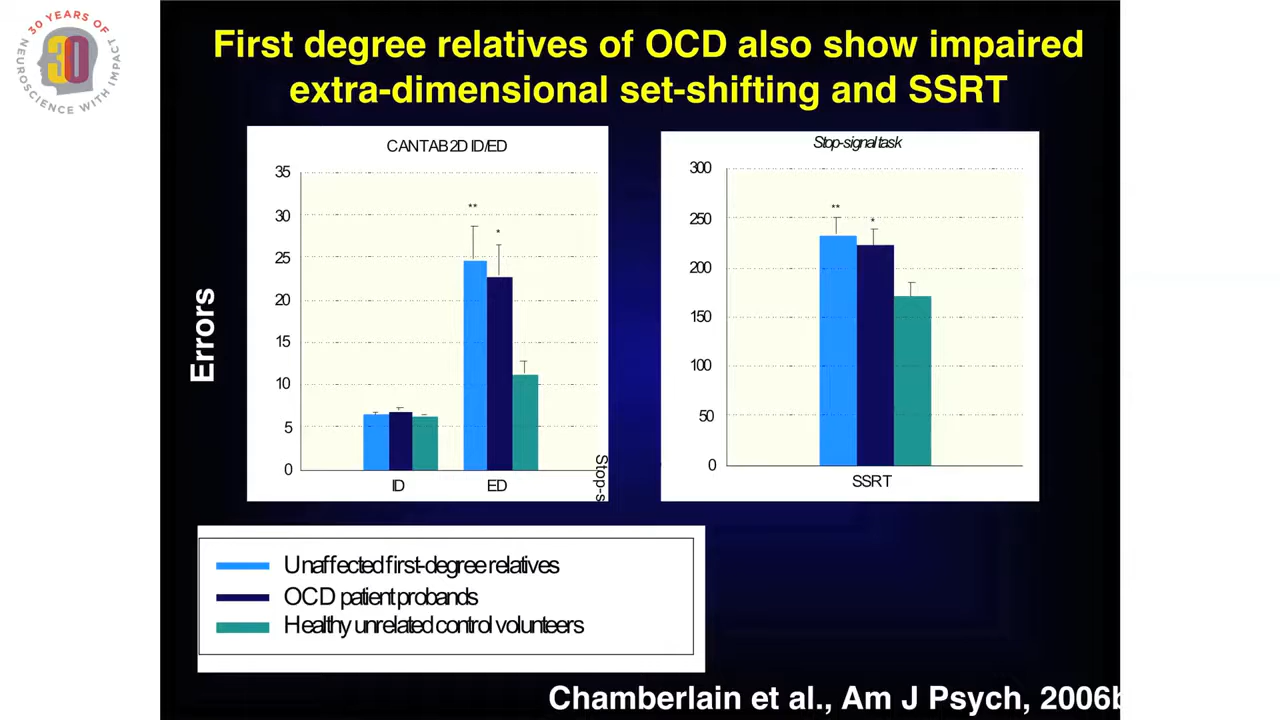 30 YEARS OF
NEUROSCIENCE WITH IMPACT
30
First degree relatives of OCD also show impaired
extra-dimensional set-shifting and SSRT
CANTAB 2D ID/ED
35
30
25
20
15
10
5
0
**
*
ID
ED
Errors
Stop-s
Stop-signal task
300
250
200
150
100
50
0
**
*
SSRT
Unaffected first-degree relatives
OCD patient probands
Healthy unrelated control volunteers
Chamberlain et al., Am J Psych, 2006b